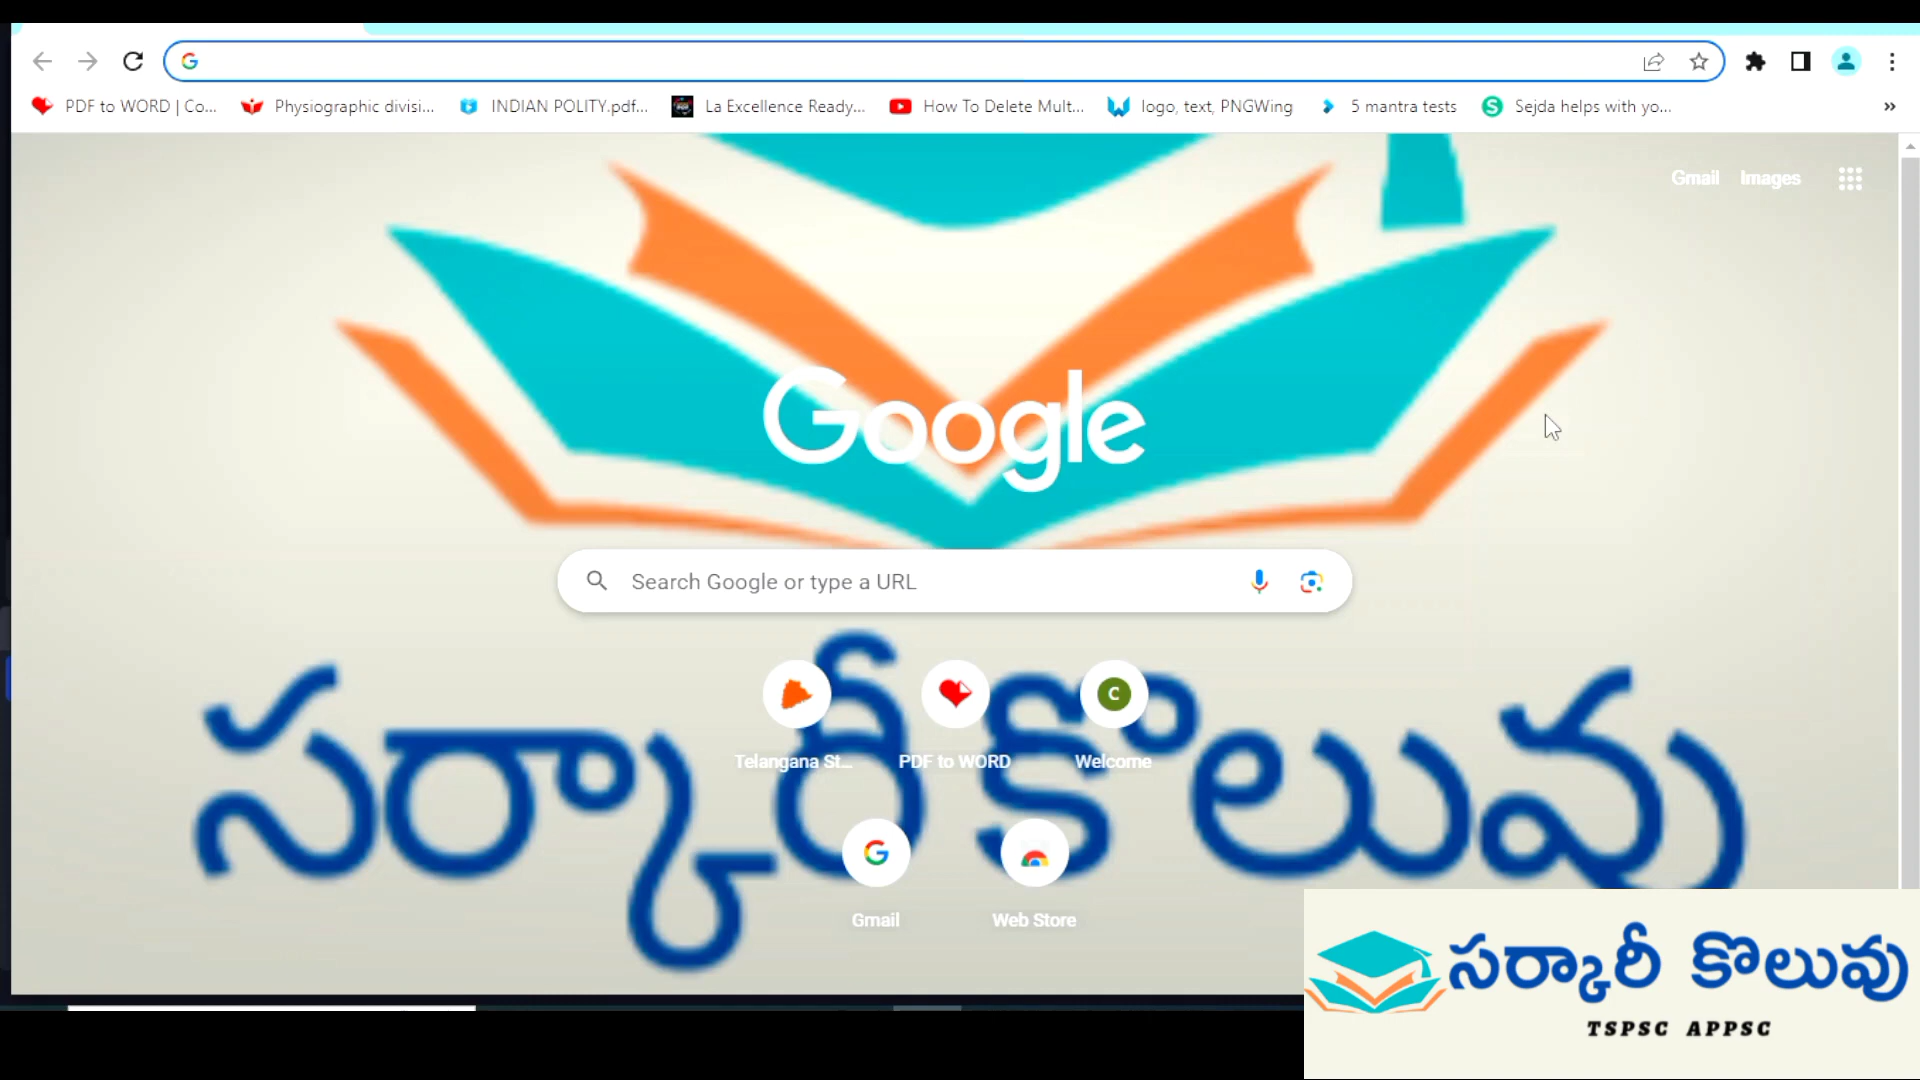 PDF to WORD | Co... Physiographic divisi... INDIAN POLITY.pdf... La Excellence Ready... How To Delete Mult... logo, text, PNGWing 5 mantra tests Sejda helps with yo...
Gmail Images
Google
Search Google or type a URL
సర్కారీ కొలువు
Telangana St... PDF to WORD Welcome
Gmail Web Store
సర్కారీ కొలువు
TSPSC APPSC